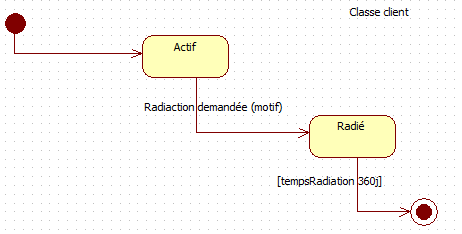 Classe client
Actif
Radiaction demandée (motif)
Radié
[tempsRadiation 360j]